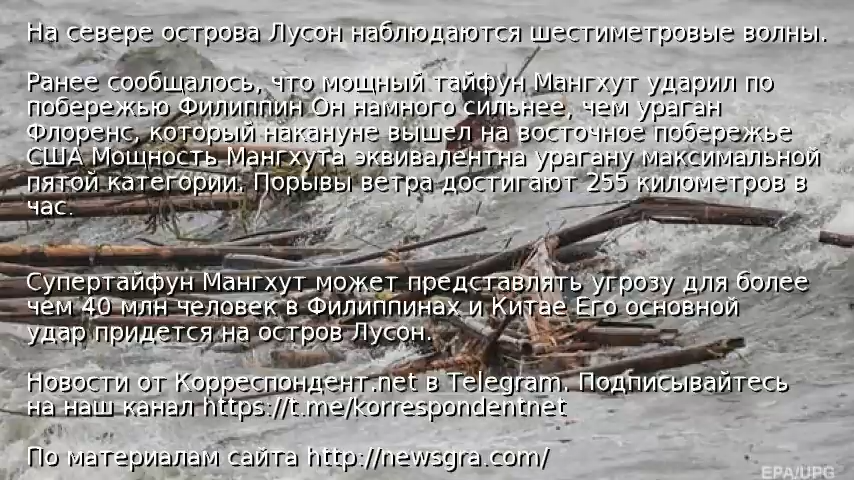 На севере острова Лусон наблюдаются шестиметровые волны.
Ранее сообщалось, что мощный тайфун Мангхут ударил по
побережью Филиппин Он намного сильнее, чем ураган
Флоренс, который накануне вышел на восточное побережье
США Мощность Мангхута эквивалентна урагану максимальной
пятой категории. Порывы ветра достигают 255 километров в
час.
Супертайфун Мангхут может представлять угрозу для более
чем 40 млн человек в Филиппинах и Китае Его основной
удар придется на остров Лусон.
Новости от Корреспондент.net в Telegram. Подписывайтесь
на наш канал https://t.me/korrespondentnet
По материалам сайта http://newsgra.com/
EPA/UPG